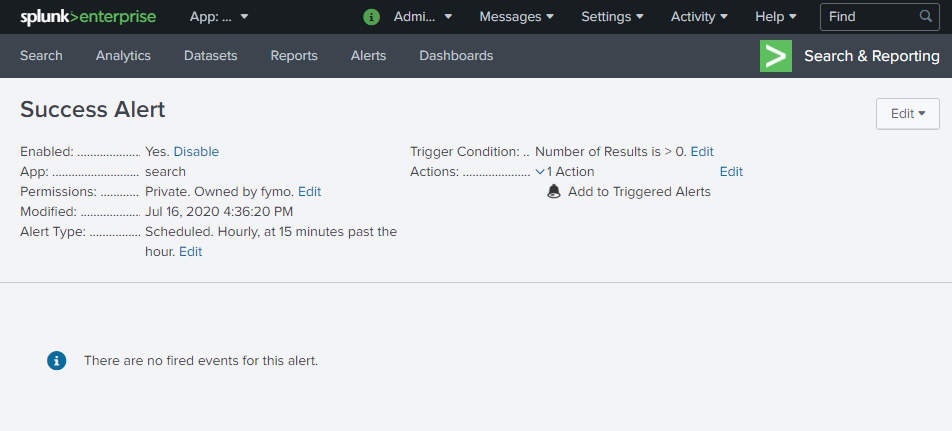 splunk>enterprise App: ... Admi... Messages Settings Activity Help Find
Search Analytics Datasets Reports Alerts Dashboards Search & Reporting
Success Alert
Edit
Enabled: .................... Yes. Disable
App: ............................ search
Permissions: ............. Private. Owned by fymo. Edit
Modified: ................... Jul 16, 2020 4:36:20 PM
Alert Type: ................ Scheduled. Hourly, at 15 minutes past the
hour. Edit
Trigger Condition: .. Number of Results is > 0. Edit
Actions: ...................... 1 Action Edit
Add to Triggered Alerts
There are no fired events for this alert.